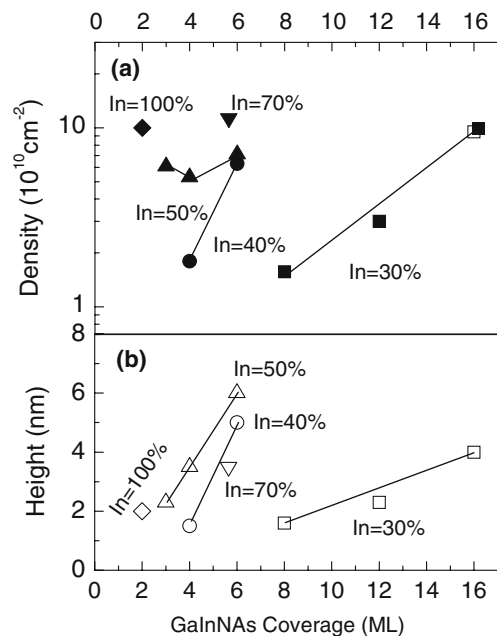 0 2 4 6 8 10 12 14 16
(a)
In=100%
In=70%
10
In=50%
In=40%
In=30%
1
Density (10^10cm^-2)
8
(b)
In=50%
6
In=40%
4
In=100%
In=70%
2
In=30%
0
Height (nm)
0 2 4 6 8 10 12 14 16
GaInNAs Coverage (ML)